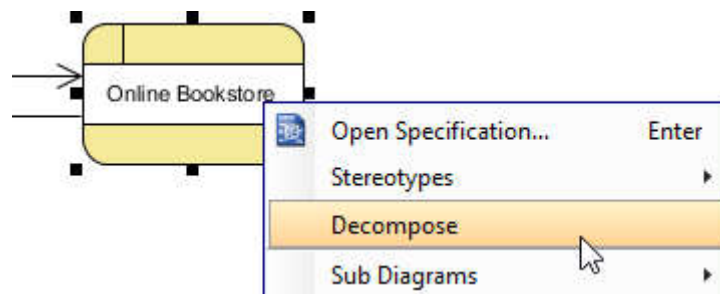 Online Bookstore
Open Specification... Enter
Stereotypes
Decompose
Sub Diagrams